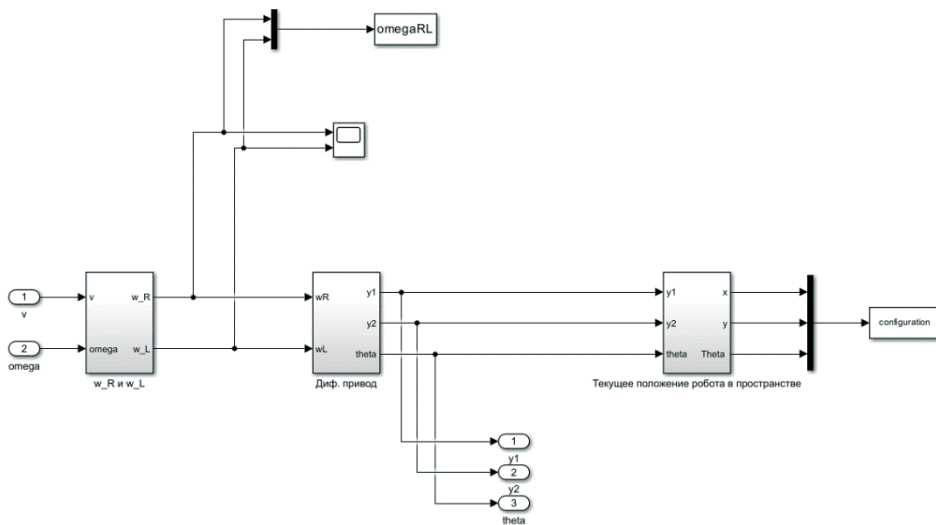 omegaRL
1
v
2
omega
v
w_R
omega
w_L
w_R и w_L
wR
y1
y2
wL
theta
Диф. привод
y1
x
y2
y
theta
Theta
Текущее положение робота в пространстве
configuration
1
y1
2
y2
3
theta